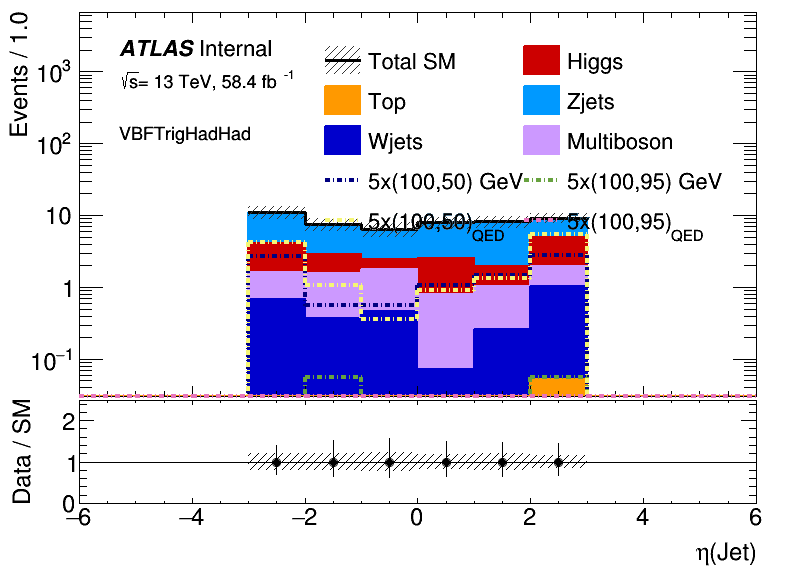 Events / 1.0
ATLAS Internal
√s= 13 TeV, 58.4 fb⁻¹
VBFTrigHadHad
Total SM
Higgs
Top
Zjets
Wjets
Multiboson
5x(100,50) GeV
5x(100,95) GeV
5x(100,50)QED
5x(100,95)QED
10³
10²
10
1
10⁻¹
Data / SM
2
1
0
−6 −4 −2 0 2 4 6
η(Jet)